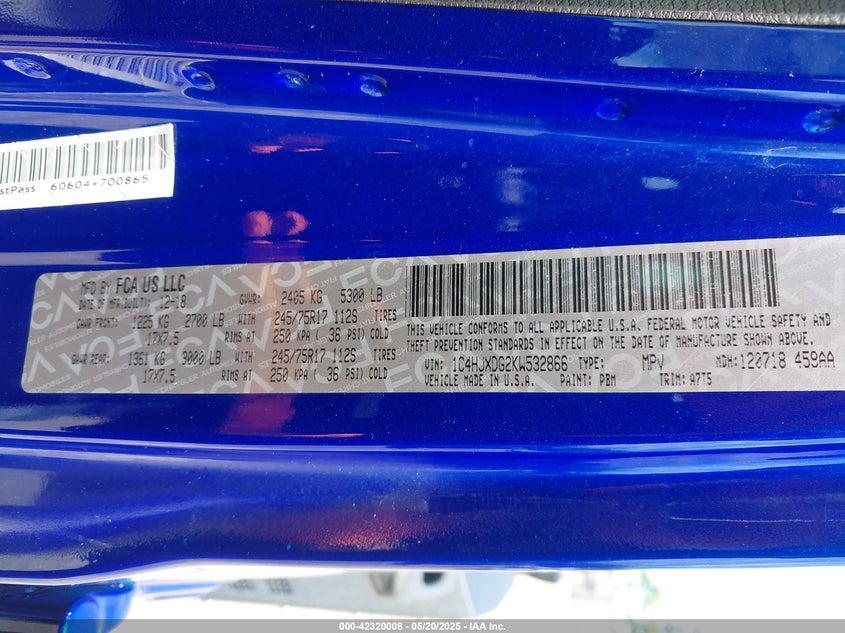 stPass 60604+700865
MFD BY FCA US LLC
DATE OF MFR(BUILT): 12-18 GVWR: 2405 KG 5300 LB
GAWR FRONT: 1225 KG 2700 LB WITH 245/75R17 112S TIRES
17X7.5 RIMS AT 250 KPA ( 36 PSI) COLD
GAWR REAR: 1361 KG 3000 LB WITH 245/75R17 112S TIRES
17X7.5 RIMS AT 250 KPA ( 36 PSI) COLD
THIS VEHICLE CONFORMS TO ALL APPLICABLE U.S.A. FEDERAL MOTOR VEHICLE SAFETY AND
THEFT PREVENTION STANDARDS IN EFFECT ON THE DATE OF MANUFACTURE SHOWN ABOVE.
VIN: 1C4HJXDG2KW532866 TYPE: MPV MDH: 120718 459AA
VEHICLE MADE IN U.S.A. PAINT: PBM TRIM: A7T5
000-42320008 - 05/20/2025 - IAA Inc.